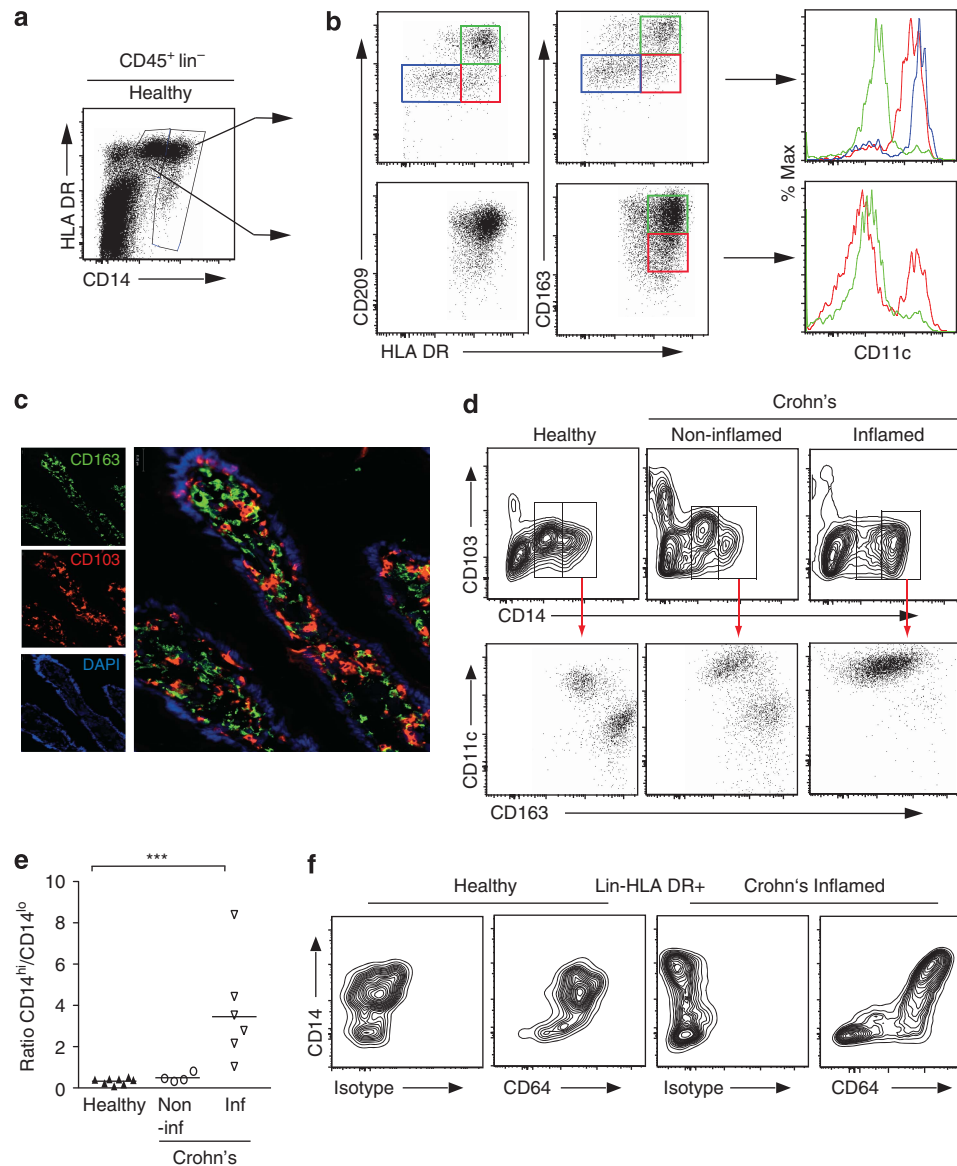 a
CD45⁺ lin⁻
Healthy
HLA DR
CD14
b
CD209
CD163
HLA DR
% Max
CD11c
c
CD163
CD103
DAPI
d
Crohn's
Healthy
Non-inflamed
Inflamed
CD103
CD14
CD11c
CD163
e
***
Ratio CD14ʰⁱ/CD14ˡᵒ
10
8
6
4
2
0
Healthy
Non
-inf
Inf
Crohn's
f
Healthy
Lin-HLA DR+
Crohn‘s Inflamed
CD14
Isotype
CD64
Isotype
CD64